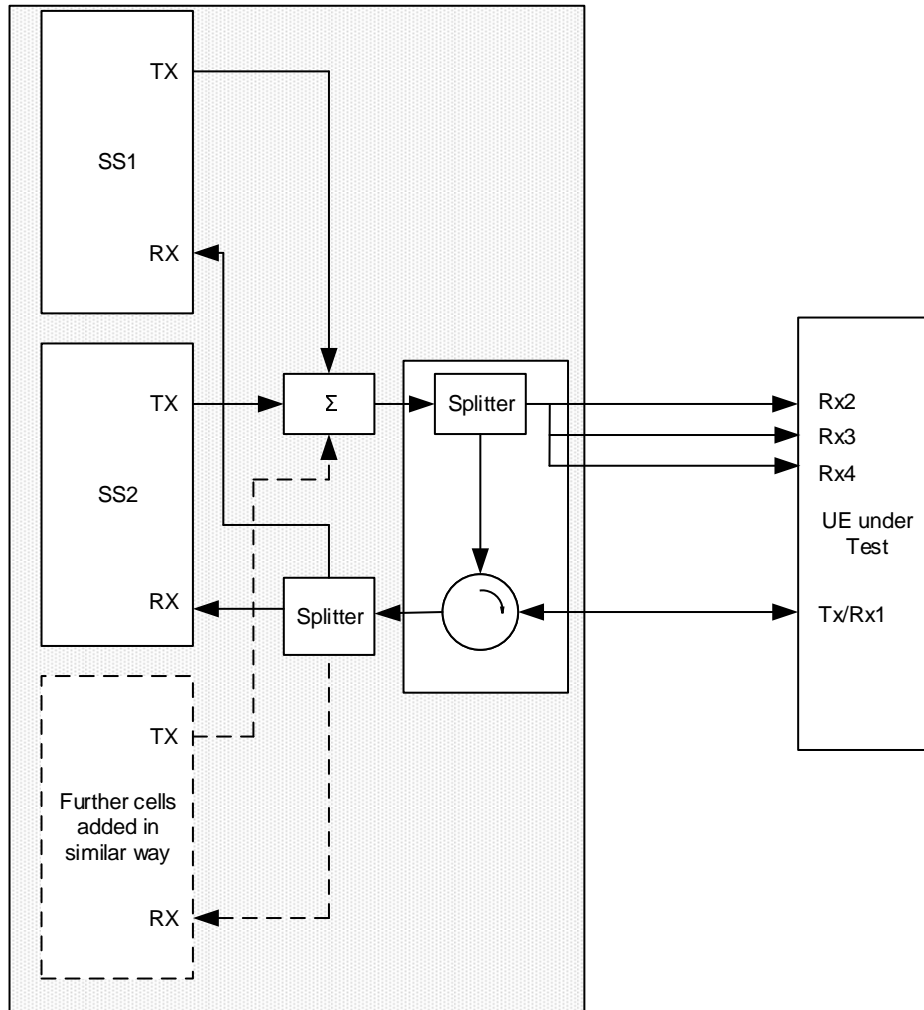 TX
SS1
RX
TX
SS2
RX
TX
Further cells
added in
similar way
RX
Σ
Splitter
Splitter
Rx2
Rx3
Rx4
UE under
Test
Tx/Rx1